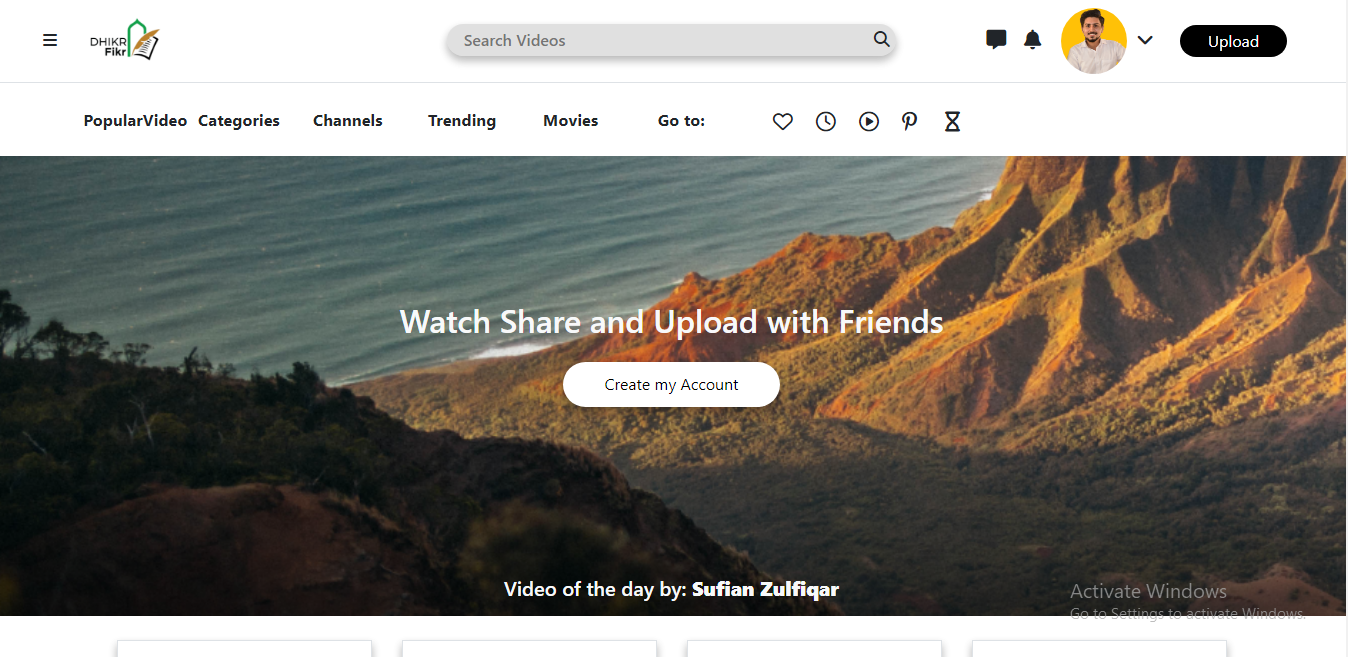 DHIKR
Fikr
Search Videos
Upload
PopularVideo Categories Channels Trending Movies Go to:
Watch Share and Upload with Friends
Create my Account
Video of the day by: Sufian Zulfiqar
Activate Windows
Go to Settings to activate Windows.